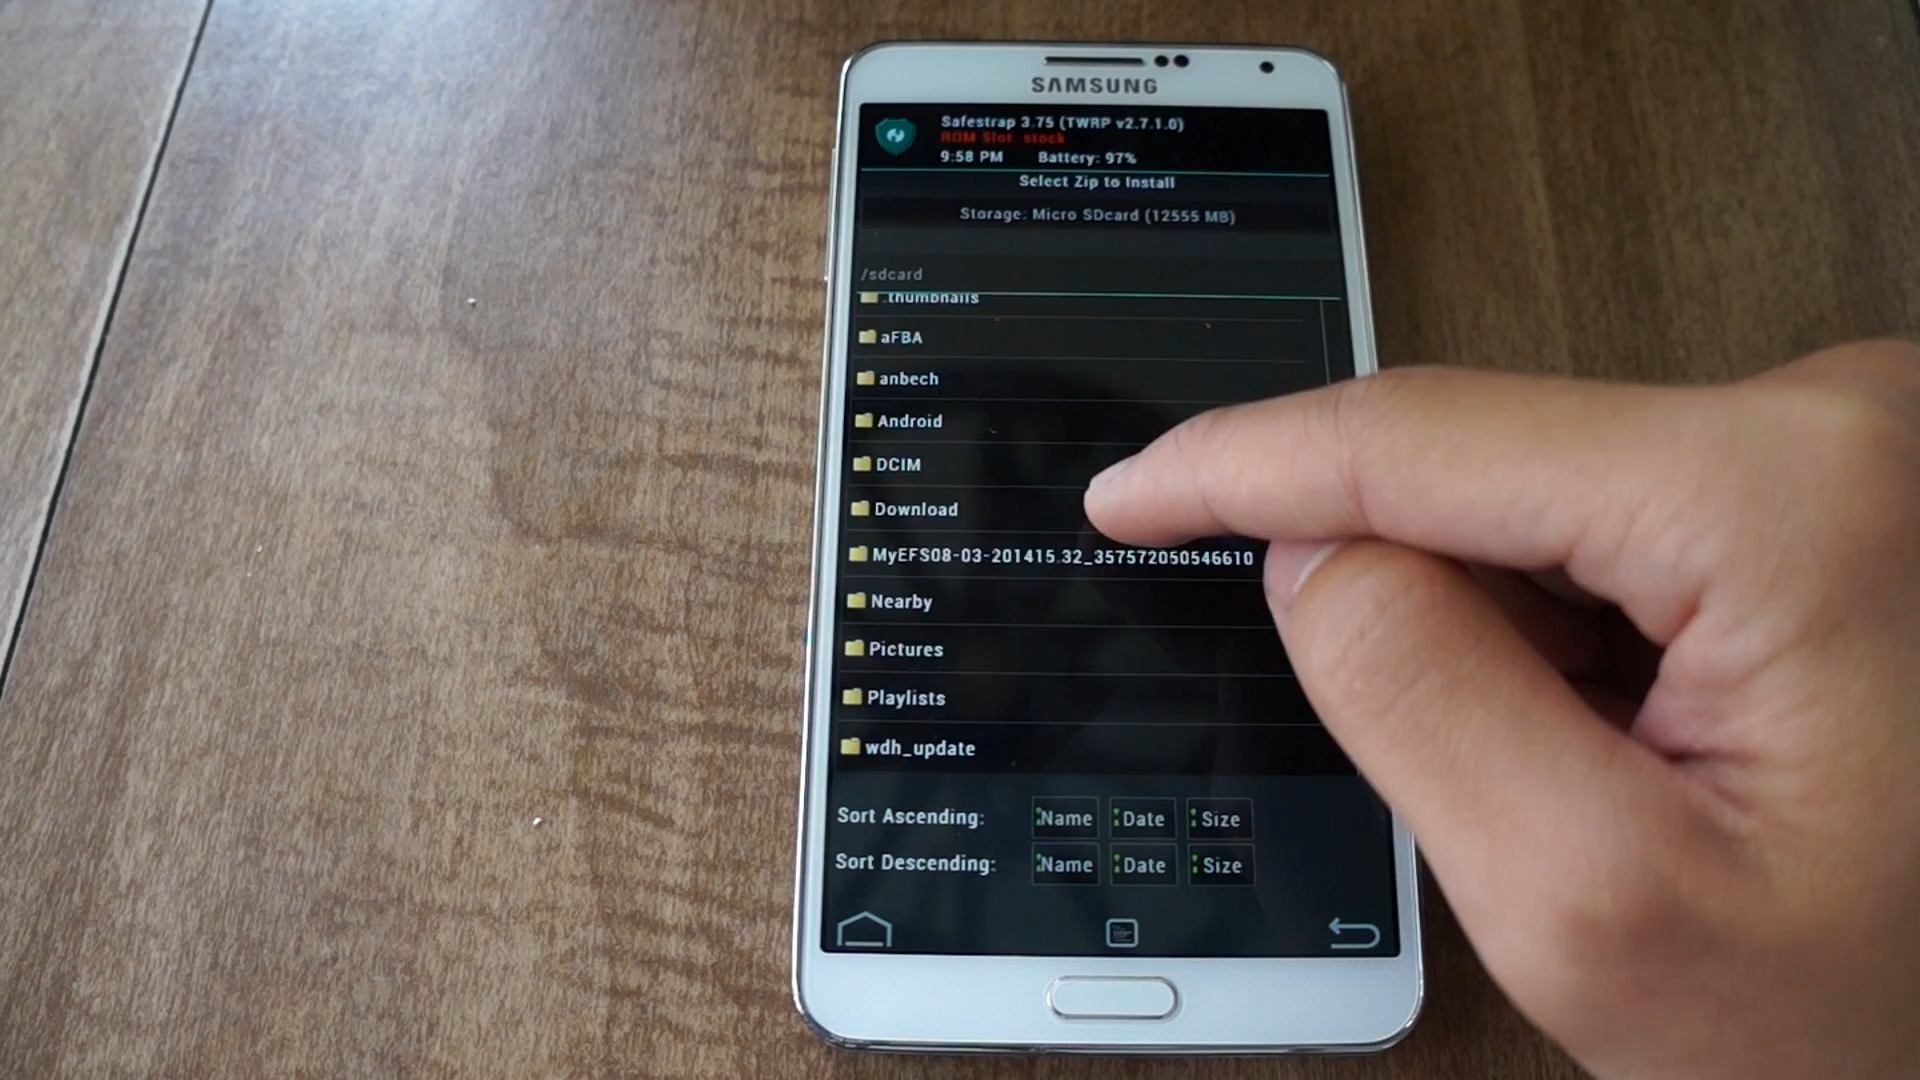 SAMSUNG
Safestrap 3.75 (TWRP v2.7.1.0)
ROM Slot: stock
9:58 PM Battery: 97%
Select Zip to Install
Storage: Micro SDcard (12555 MB)
/sdcard
.thumbnails
aFBA
anbech
Android
DCIM
Download
MyEFS08-03-201415.32_357572050546610
Nearby
Pictures
Playlists
wdh_update
Sort Ascending: Name Date Size
Sort Descending: Name Date Size